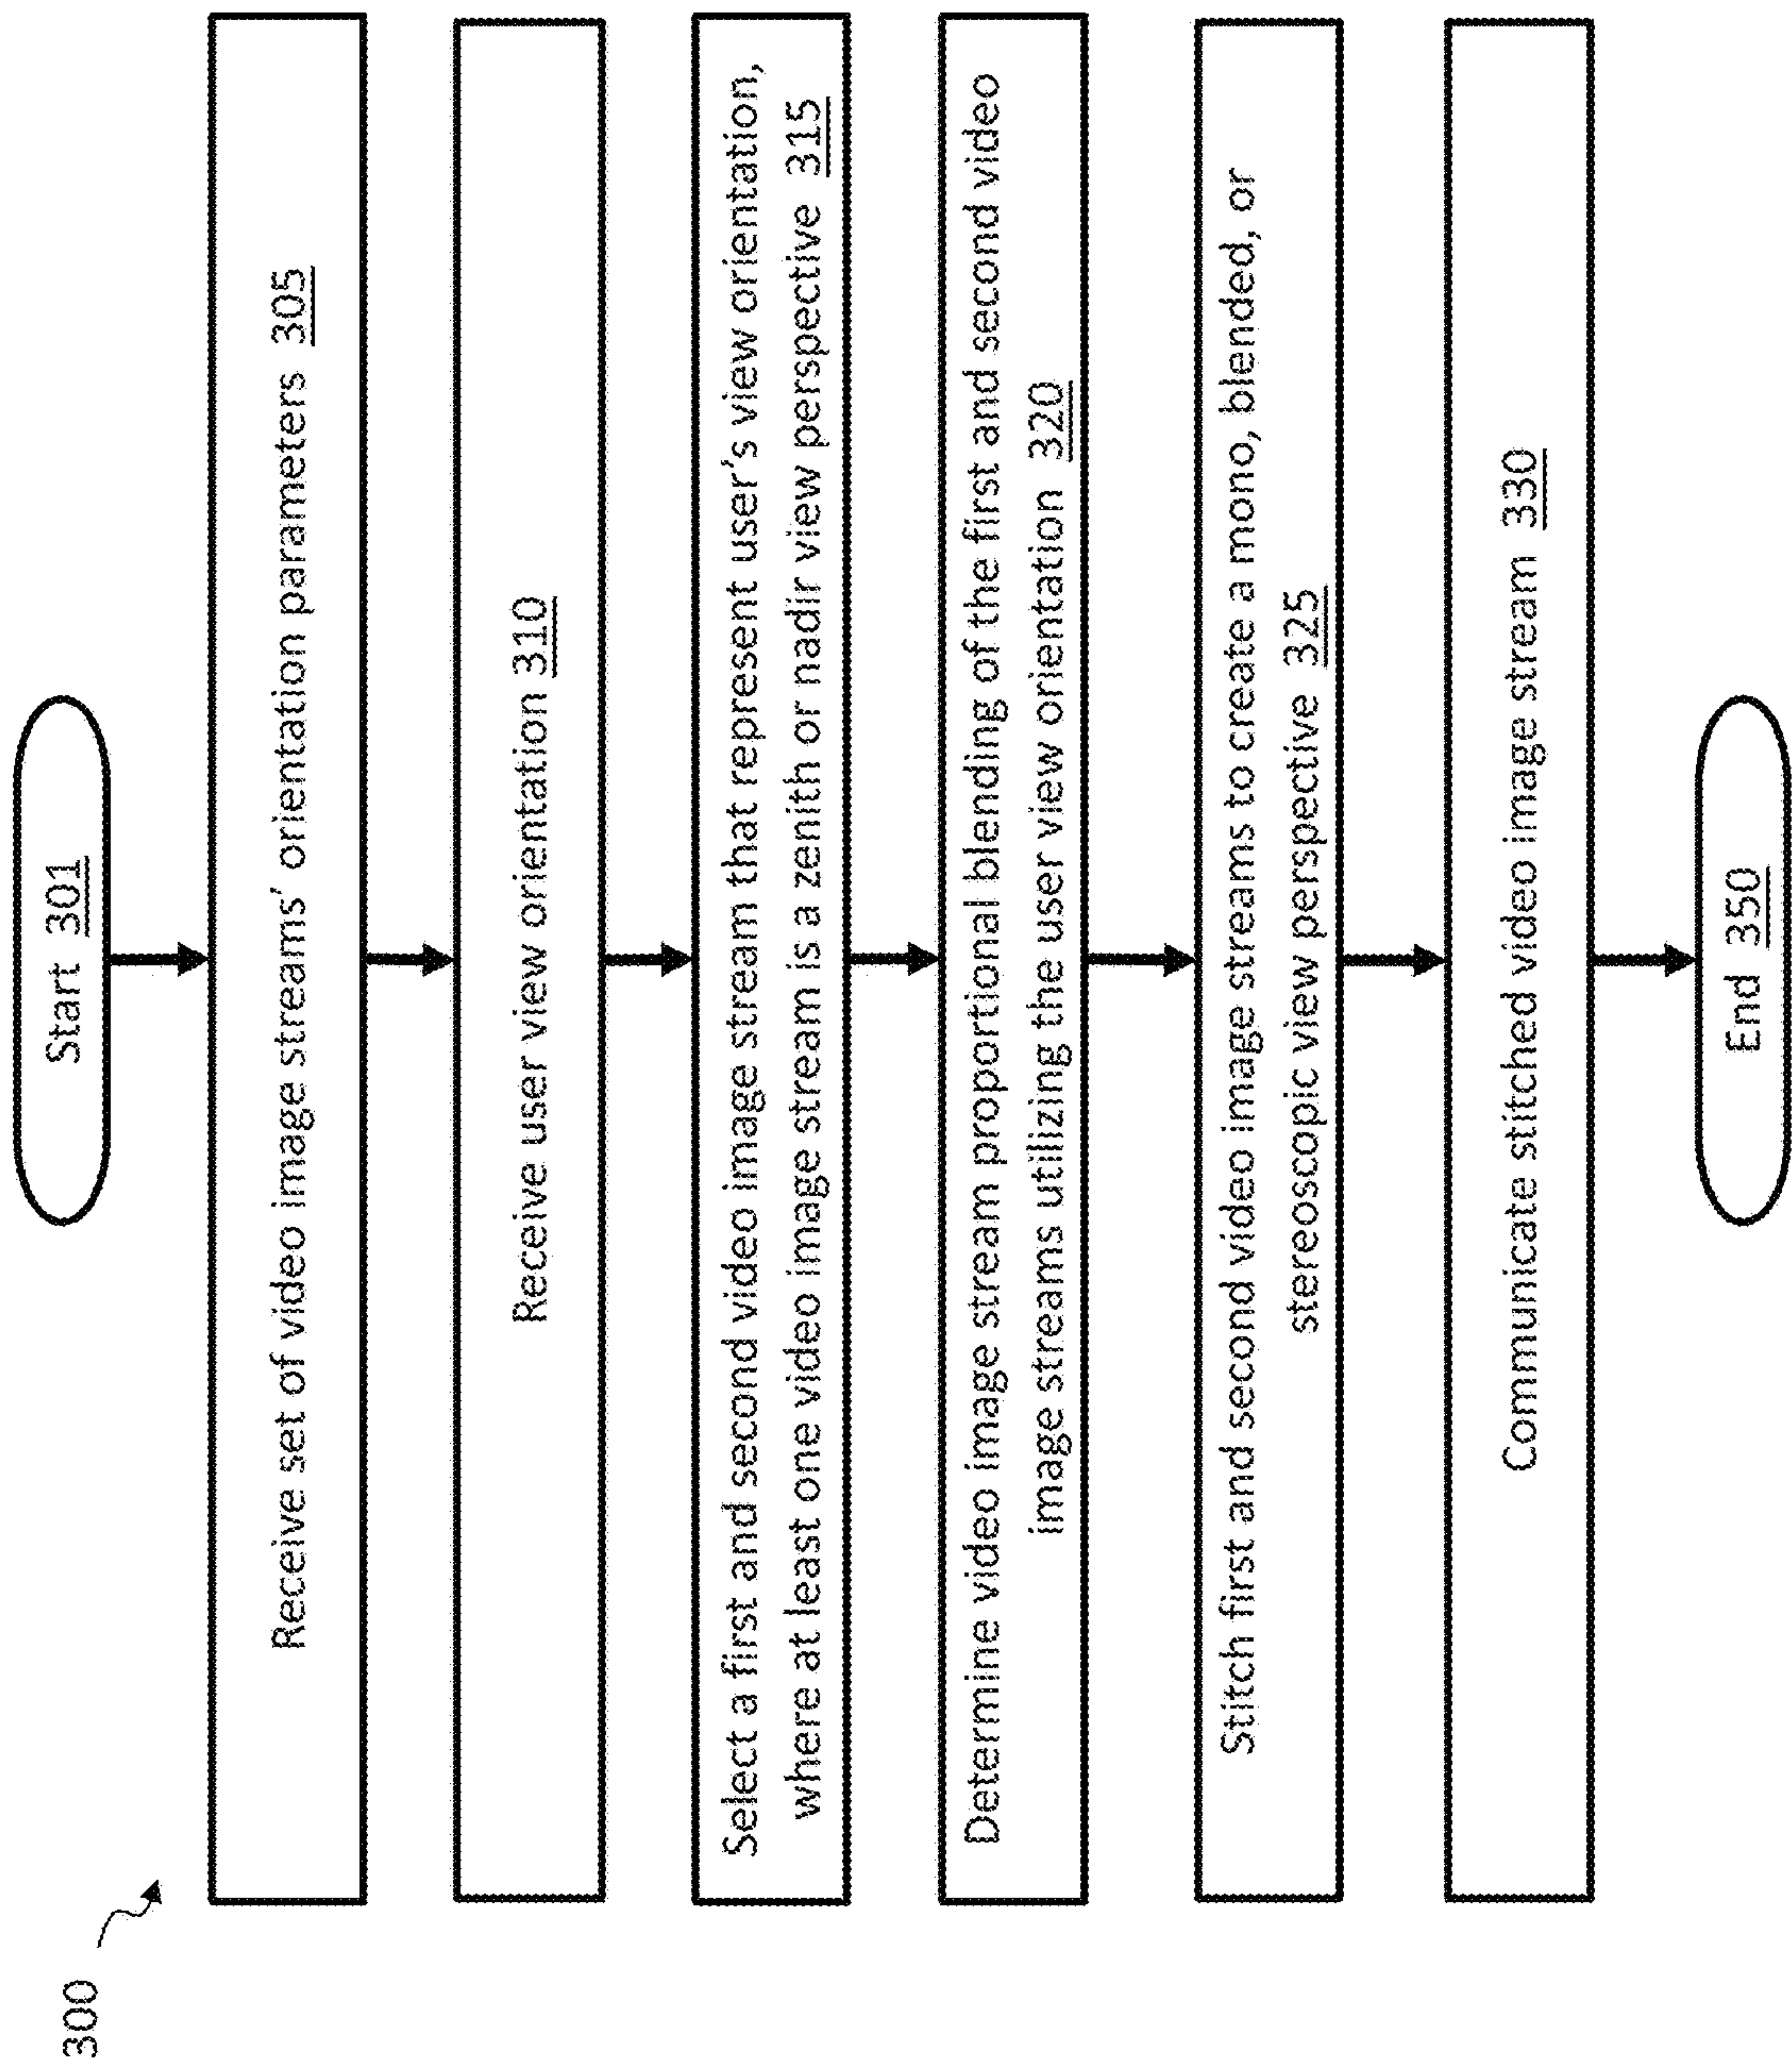 300
Start 301
Receive set of video image streams' orientation parameters 305
Receive user view orientation 310
Select a first and second video image stream that represent user's view orientation,
where at least one video image stream is a zenith or nadir view perspective 315
Determine video image stream proportional blending of the first and second video
image streams utilizing the user view orientation 320
Stitch first and second video image streams to create a mono, blended, or
stereoscopic view perspective 325
Communicate stitched video image stream 330
End 350